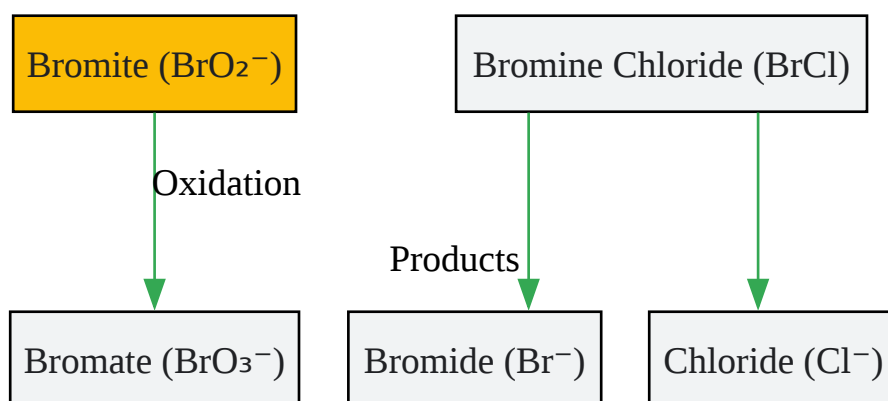 Bromite (BrO₂⁻)
Bromine Chloride (BrCl)
Oxidation
Products
Bromate (BrO₃⁻)
Bromide (Br⁻)
Chloride (Cl⁻)